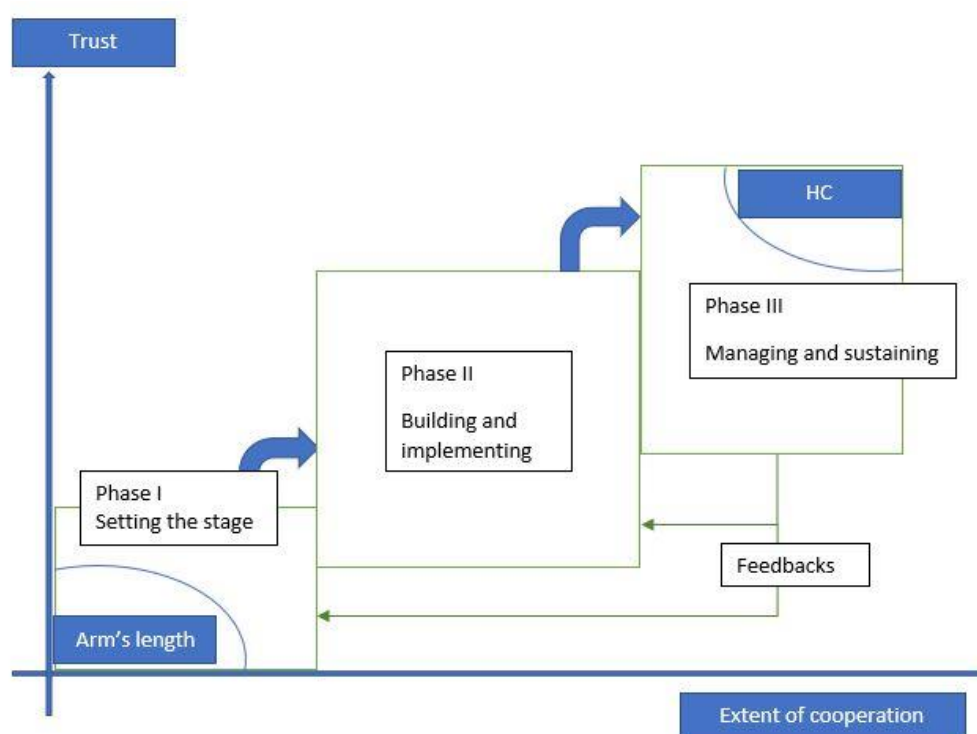 Trust
HC
Phase III
Managing and sustaining
Phase II
Building and
implementing
Phase I
Setting the stage
Feedbacks
Arm's length
Extent of cooperation